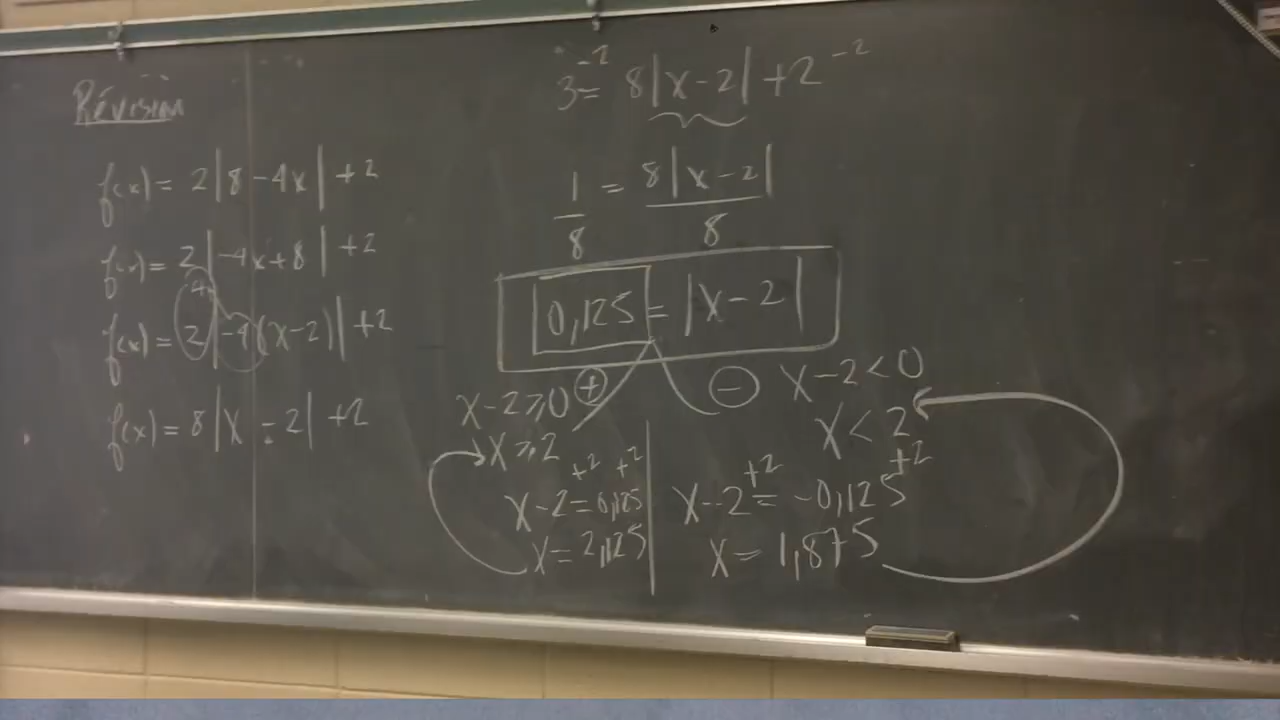 Révision
f(x) = 2|8 - 4x| + 2
f(x) = 2|-4x + 8| + 2
4
f(x) = 2|-4(x - 2)| + 2
f(x) = 8|x - 2| + 2
3 = 8|x - 2| + 2
-2 -2
1/8 = 8|x - 2|/8
0,125 = |x - 2|
+
x - 2 ≥ 0
x ≥ 2
+2 +2
x - 2 = 0,125
x = 2,125
-
x - 2 < 0
x < 2
+2 +2
x - 2 = -0,125
x = 1,875